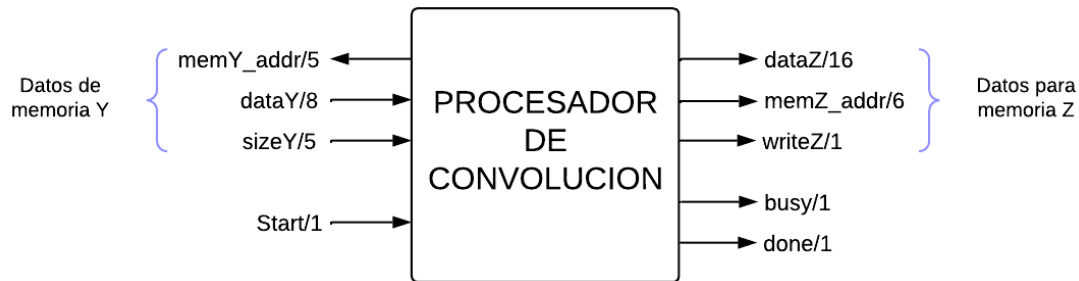 Datos de
memoria Y
memY_addr/5
dataY/8
sizeY/5
Start/1
PROCESADOR
DE
CONVOLUCION
dataZ/16
memZ_addr/6
writeZ/1
busy/1
done/1
Datos para
memoria Z